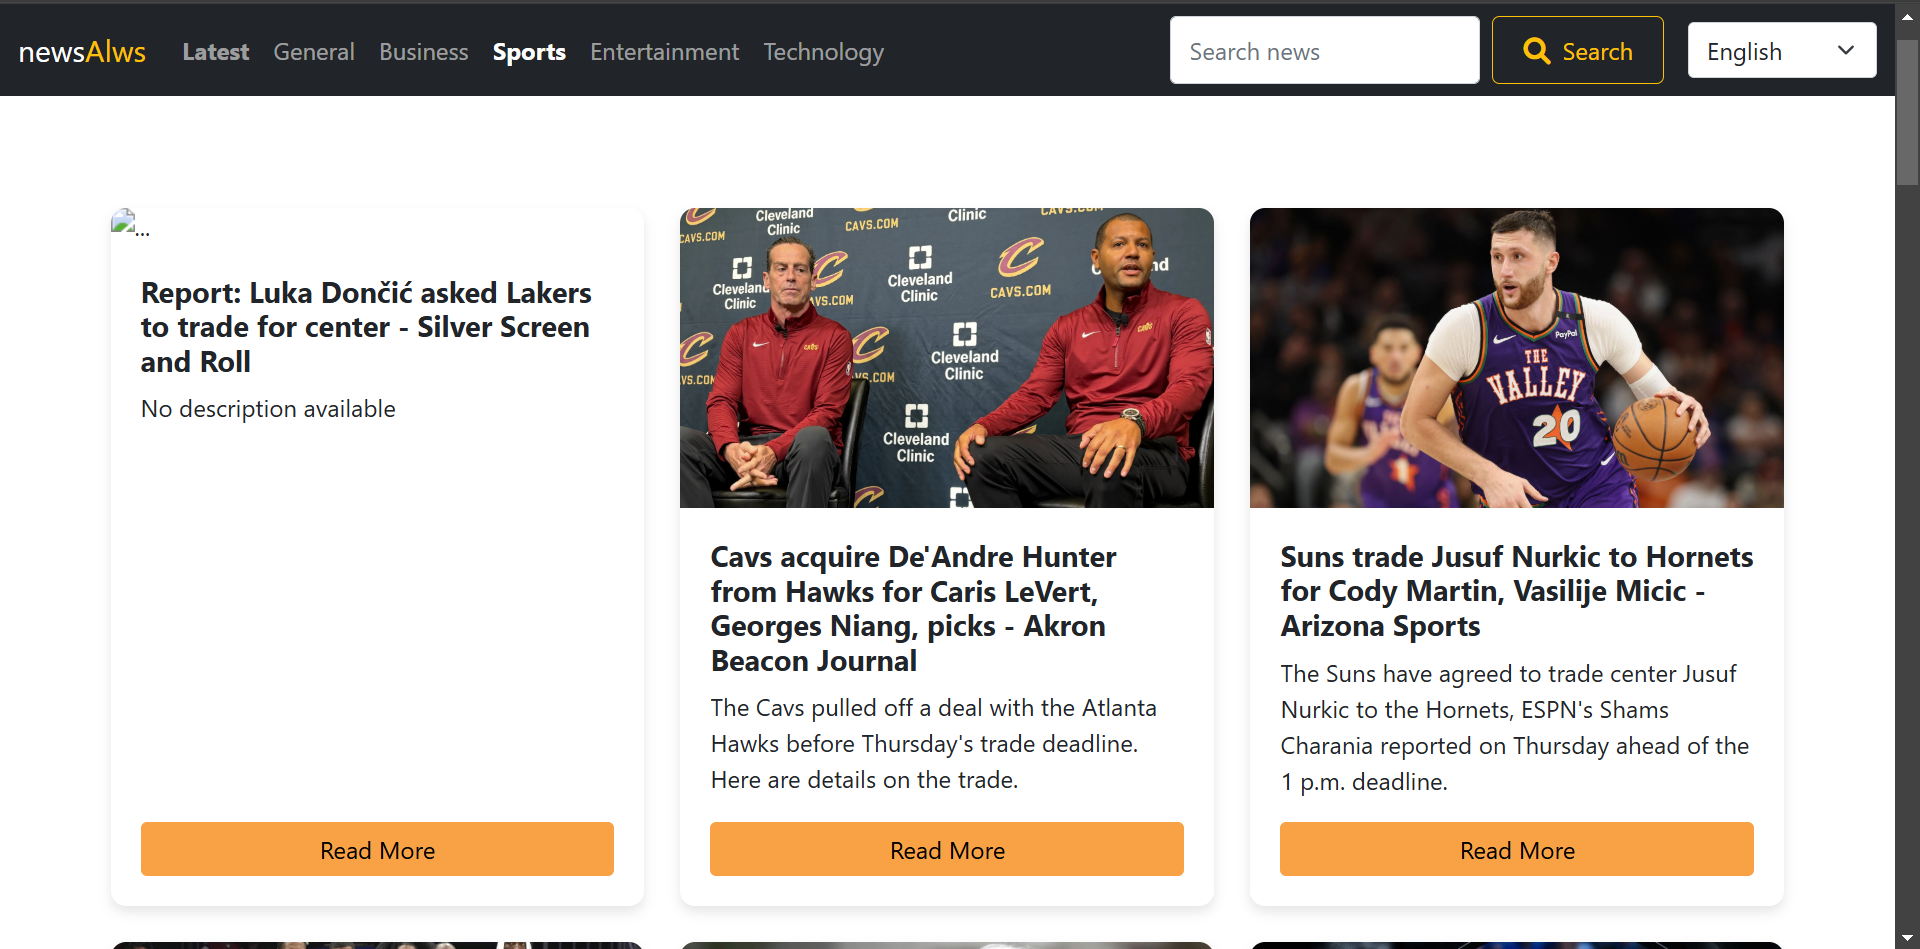 newsAlws Latest General Business Sports Entertainment Technology Search news Search English
...
Report: Luka Dončić asked Lakers
to trade for center - Silver Screen
and Roll
No description available
Read More
Cleveland
Clinic
Clinic
CAVS.COM
CAVS.COM
Cleveland
Clinic
Cleveland
Clinic
CAVS.COM
Cleveland
Clinic
Cleveland
Clinic
CAVS
CAVS
Cavs acquire De'Andre Hunter
from Hawks for Caris LeVert,
Georges Niang, picks - Akron
Beacon Journal
The Cavs pulled off a deal with the Atlanta
Hawks before Thursday's trade deadline.
Here are details on the trade.
Read More
PayPal
THE
VALLEY
20
1
Suns trade Jusuf Nurkic to Hornets
for Cody Martin, Vasilije Micic -
Arizona Sports
The Suns have agreed to trade center Jusuf
Nurkic to the Hornets, ESPN's Shams
Charania reported on Thursday ahead of the
1 p.m. deadline.
Read More